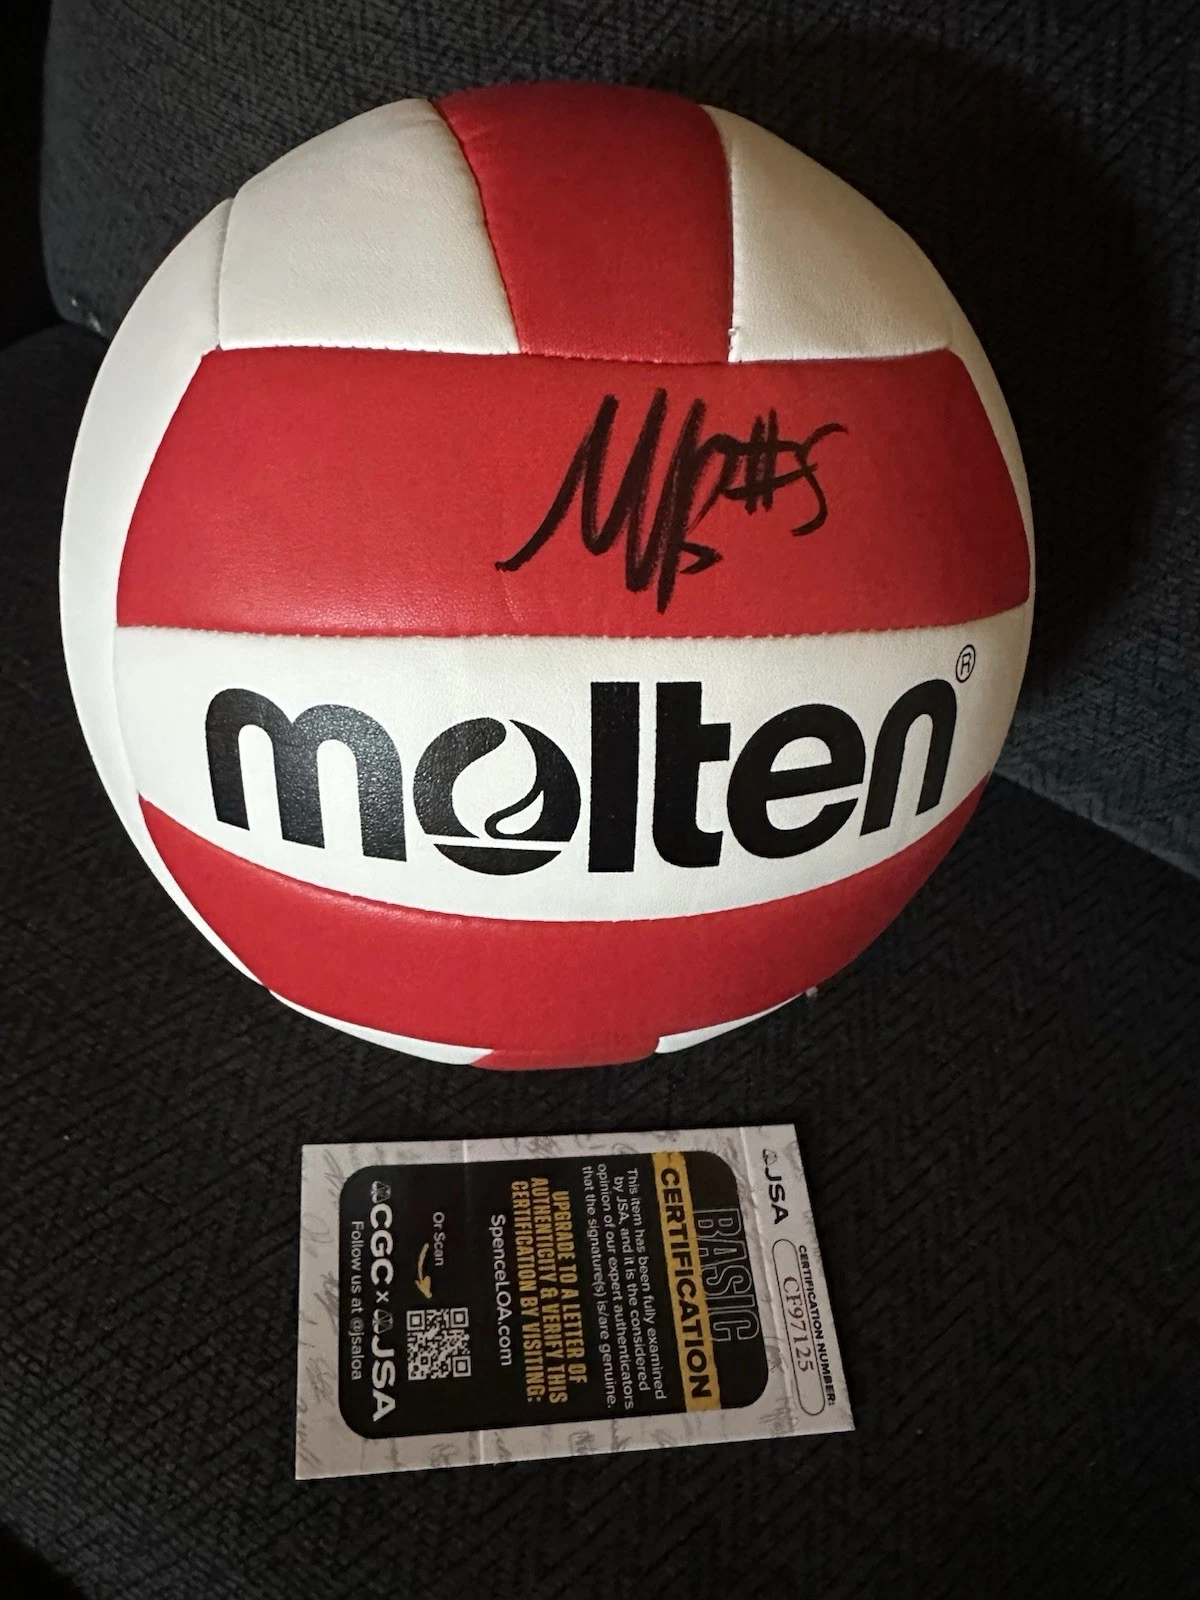 #5
molten®
JSA
CERTIFICATION NUMBER:
CF97125
BASIC
CERTIFICATION
This item has been fully examined
by JSA, and it is the considered
opinion of our expert authenticators
that the signature(s) is/are genuine.
UPGRADE TO A LETTER OF
AUTHENTICITY & VERIFY THIS
CERTIFICATION BY VISITING:
SpenceLOA.com
Or Scan
CGC x JSA
Follow us at @jsaloa